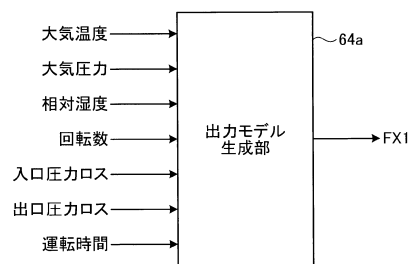 大気温度
大気圧力
相対湿度
回転数
入口圧力ロス
出口圧力ロス
運転時間
出力モデル
生成部
64a
FX1